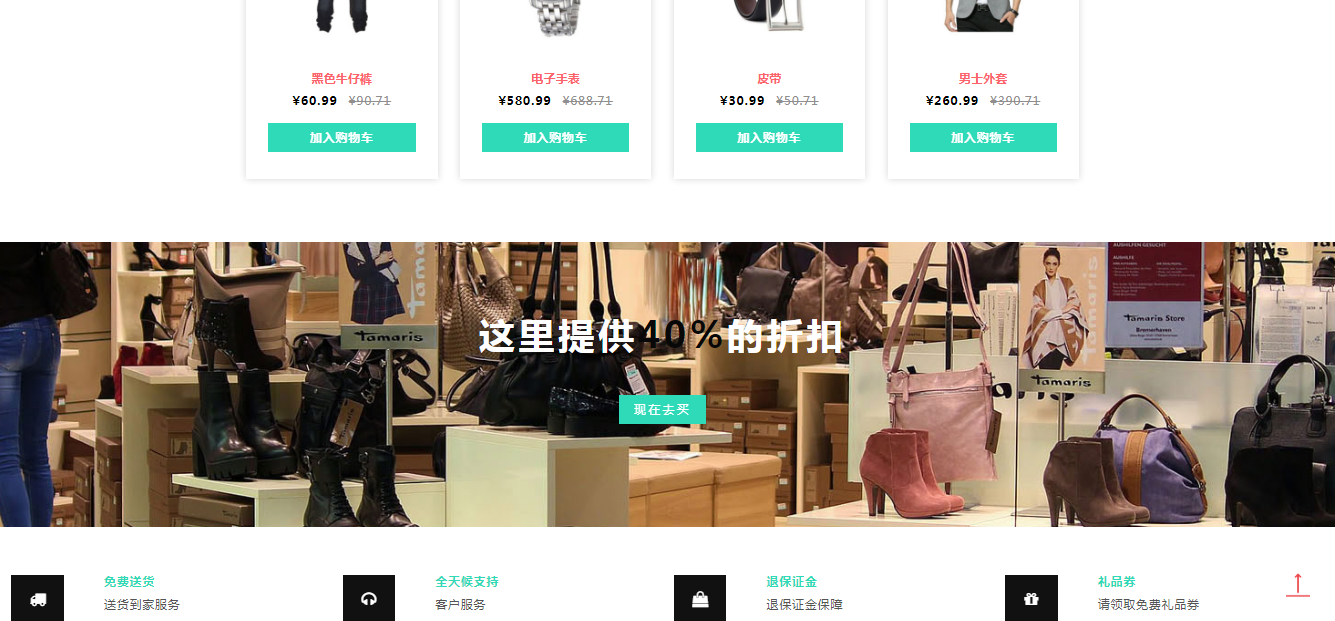 黑色牛仔裤
¥60.99 ¥90.71
加入购物车
电子手表
¥580.99 ¥688.71
加入购物车
皮带
¥30.99 ¥50.71
加入购物车
男士外套
¥260.99 ¥390.71
加入购物车
Tamaris
AUSHILFEN GESUCHT
Tamaris
Tamaris Store
Bremerhaven
Tamaris
这里提供40%的折扣
现在去买
免费送货
送货到家服务
全天候支持
客户服务
退保证金
退保证金保障
礼品券
请领取免费礼品券